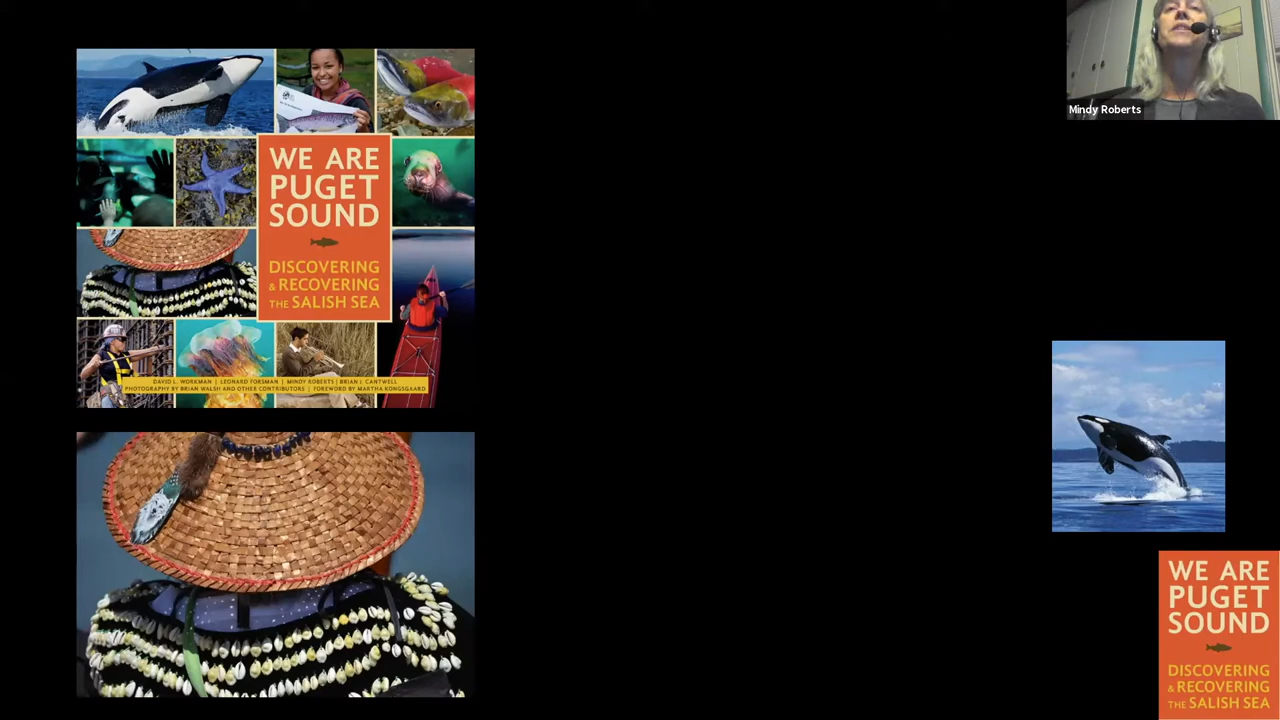 Mindy Roberts
WE ARE
PUGET
SOUND
DISCOVERING
& RECOVERING
THE SALISH SEA
DAVID L. WORKMAN | LEONARD FORSMAN | MINDY ROBERTS | BRIAN J. CANTWELL
PHOTOGRAPHY BY BRIAN WALSH AND OTHER CONTRIBUTORS | FOREWORD BY MARTHA KONGSGAARD
WE ARE
PUGET
SOUND
DISCOVERING
& RECOVERING
THE SALISH SEA